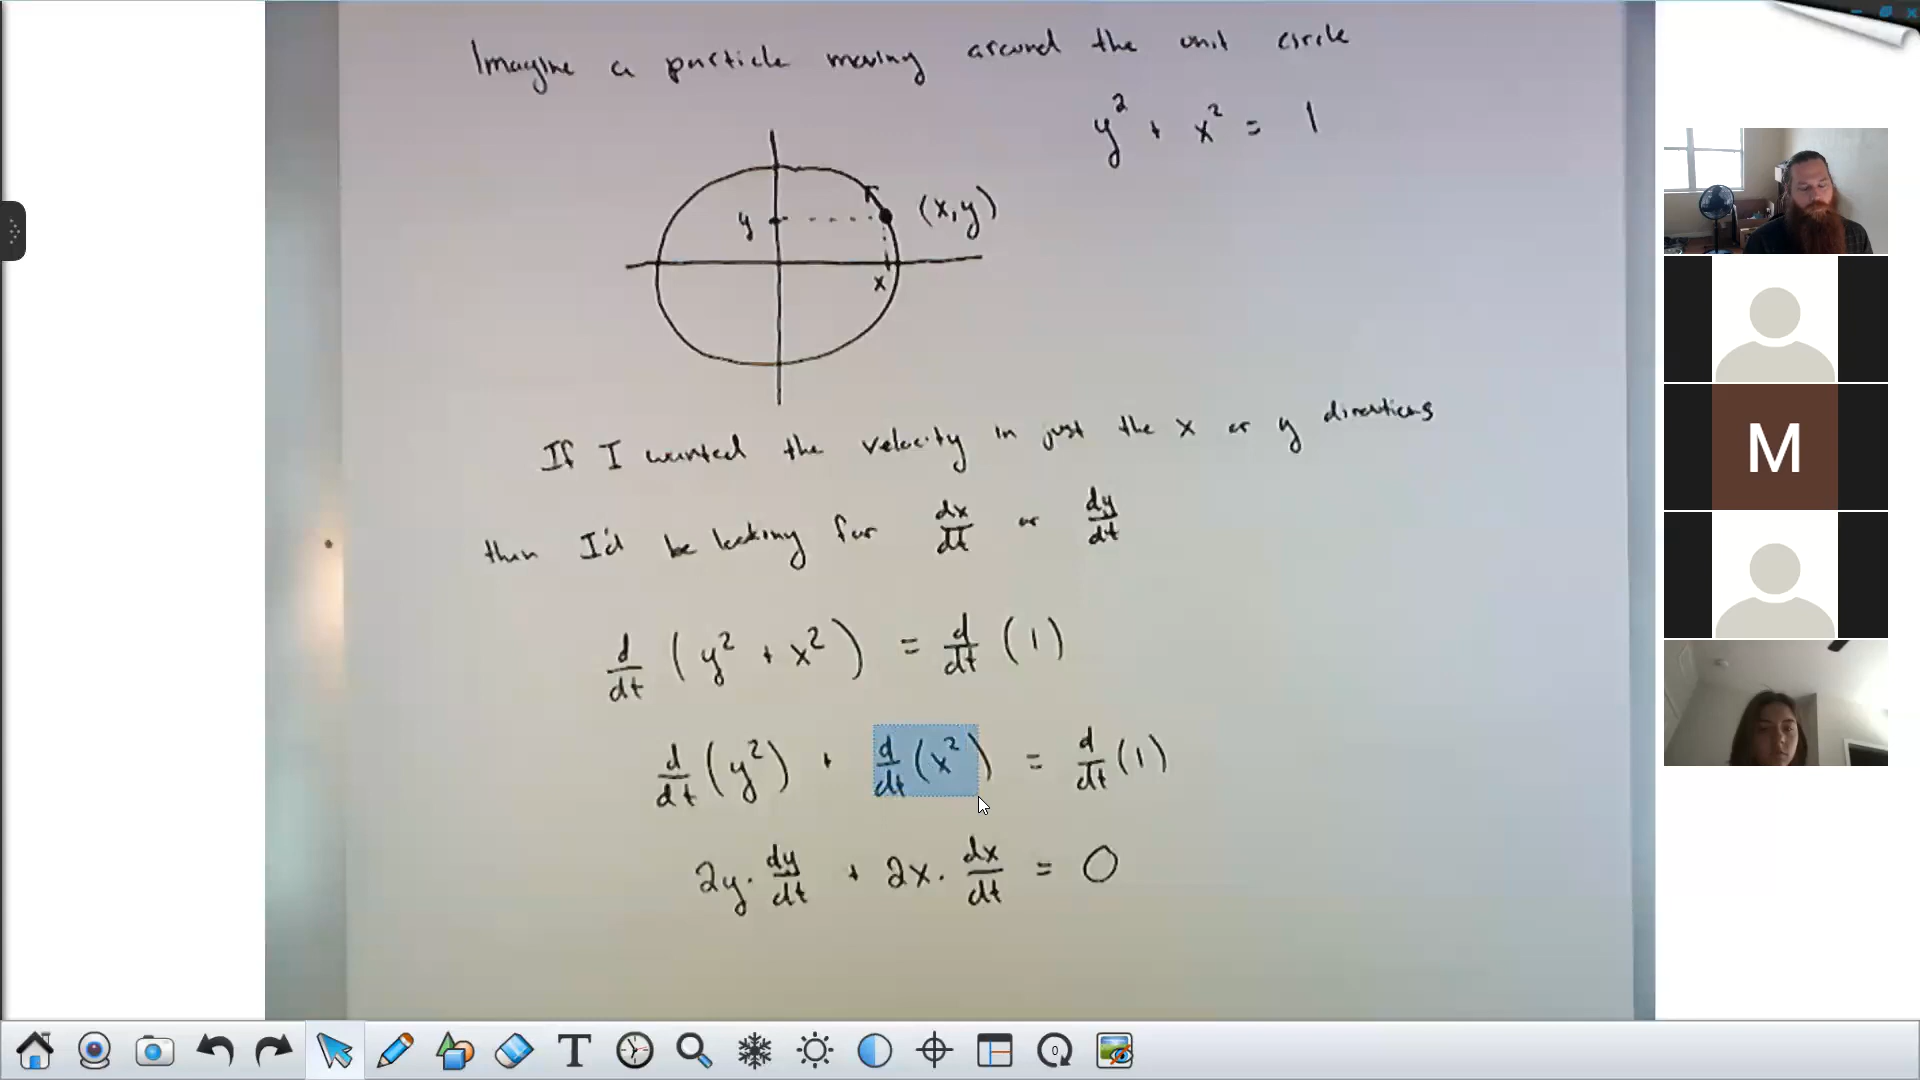 Imagine a particle moving around the unit circle
y² + x² = 1
(x,y)
y
x
If I wanted the velocity in just the x or y directions
then I'd be looking for dx/dt or dy/dt
d/dt (y² + x²) = d/dt (1)
d/dt (y²) + d/dt (x²) = d/dt (1)
2y · dy/dt + 2x · dx/dt = 0
M
T
0